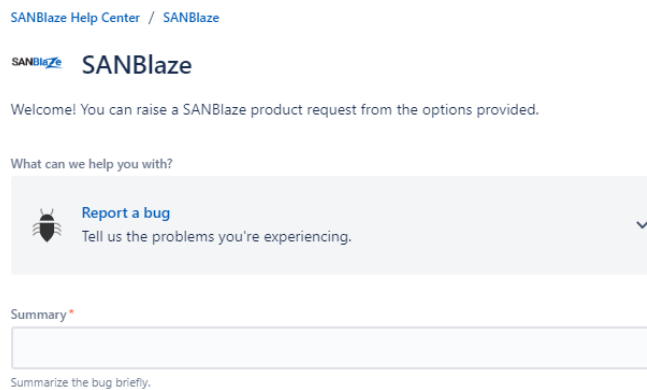 SANBlaze Help Center / SANBlaze
SANBlaze SANBlaze
Welcome! You can raise a SANBlaze product request from the options provided.
What can we help you with?
Report a bug
Tell us the problems you're experiencing.
Summary*
Summarize the bug briefly.